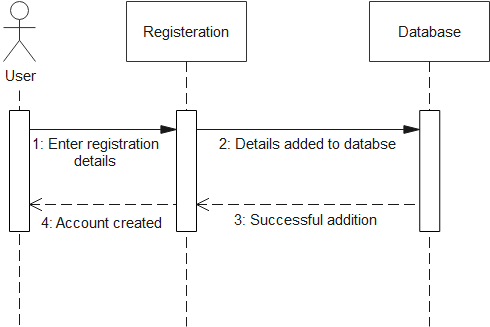 Registeration
Database
User
1: Enter registration
details
2: Details added to databse
4: Account created
3: Successful addition